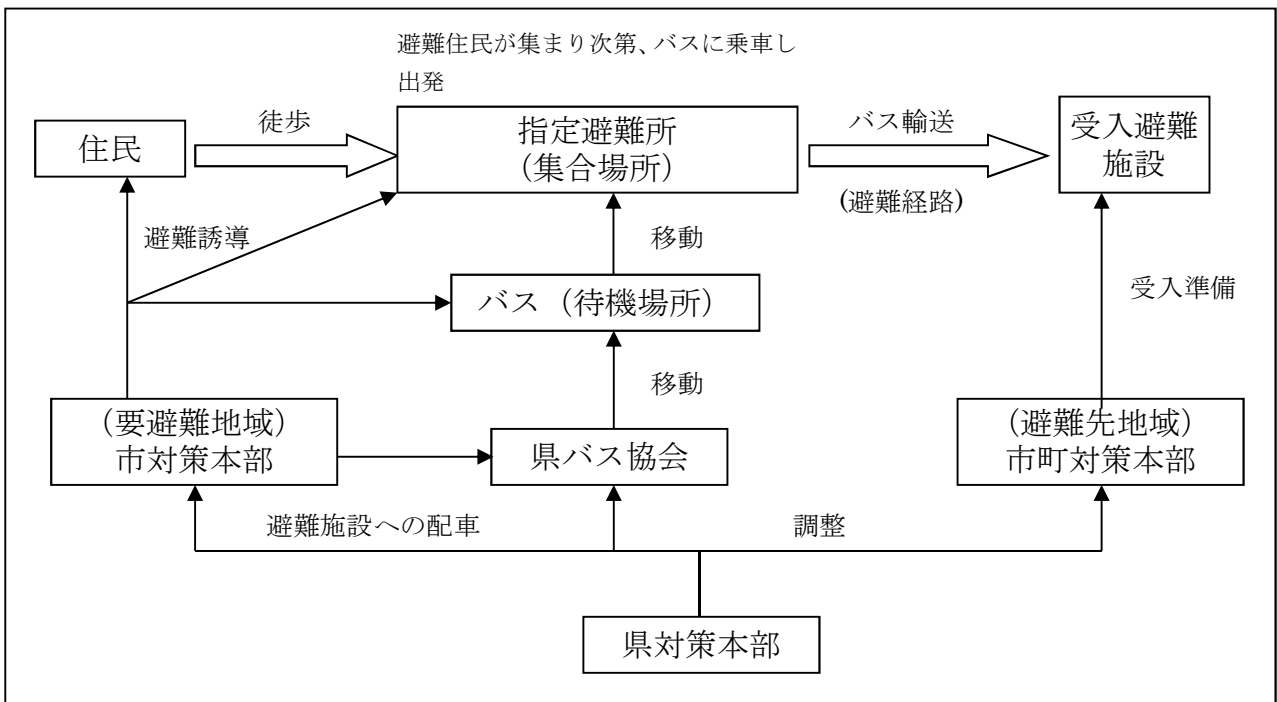 避難住民が集まり次第、バスに乗車し
出発
住民
徒歩
指定避難所
(集合場所)
バス輸送
(避難経路)
受入避難
施設
避難誘導
移動
バス（待機場所）
受入準備
移動
(要避難地域)
市対策本部
県バス協会
(避難先地域)
市町対策本部
避難施設への配車
調整
県対策本部